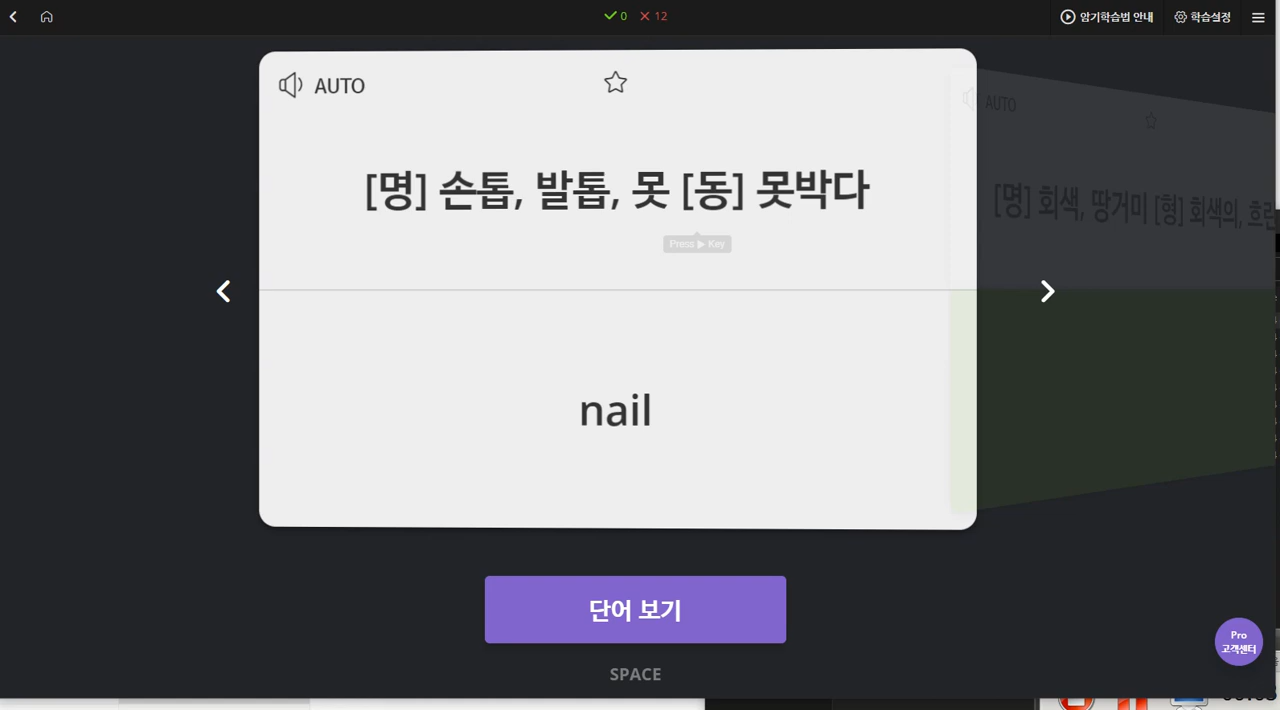 0 12 암기학습법 안내 학습설정
AUTO
[명] 손톱, 발톱, 못 [동] 못박다
Press ▶ Key
nail
AUTO
[명] 회색, 땅거미 [형] 회색의, 흐린
단어 보기
SPACE
Pro
고객센터